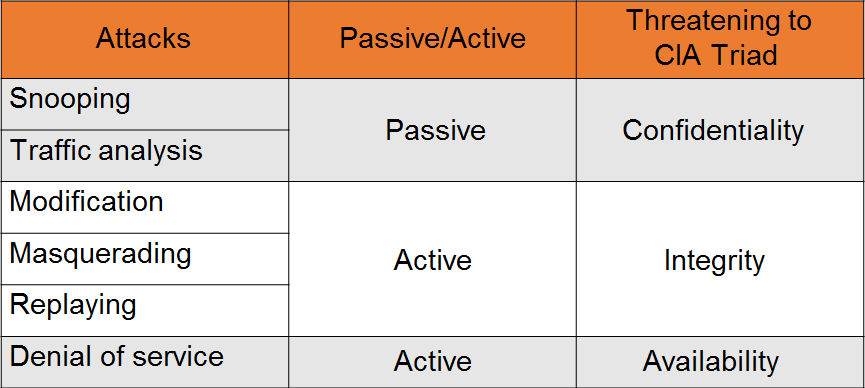 Attacks
Passive/Active
Threatening to
CIA Triad
Snooping
Traffic analysis
Passive
Confidentiality
Modification
Masquerading
Replaying
Active
Integrity
Denial of service
Active
Availability